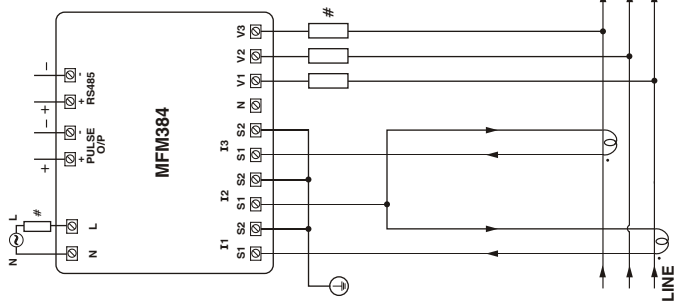 V3
V2
V1
N
S2
I3
S1
S2
I2
S1
S2
I1
S1
#
MFM384
- RS485 +
- PULSE O/P +
- + - +
L
N
#
L
N
LINE